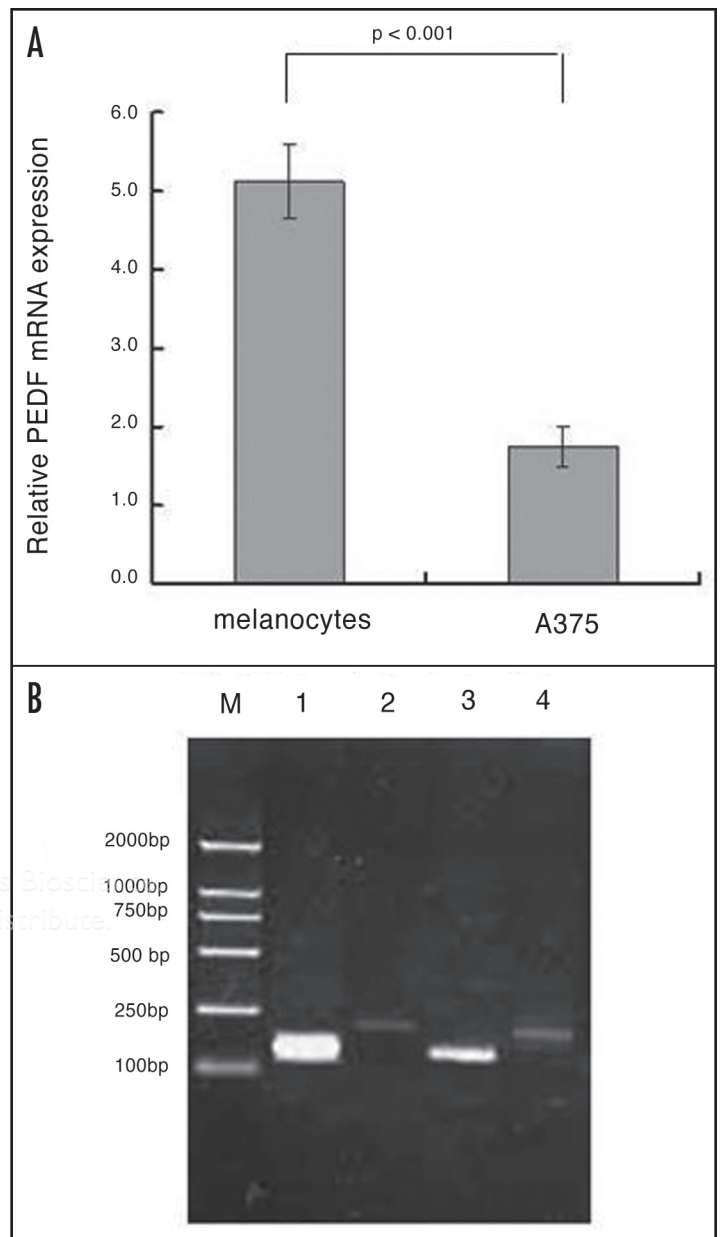 A
p < 0.001
Relative PEDF mRNA expression
6.0
5.0
4.0
3.0
2.0
1.0
0.0
melanocytes A375
B
M 1 2 3 4
2000bp
1000bp
750bp
500 bp
250bp
100bp
istribute.